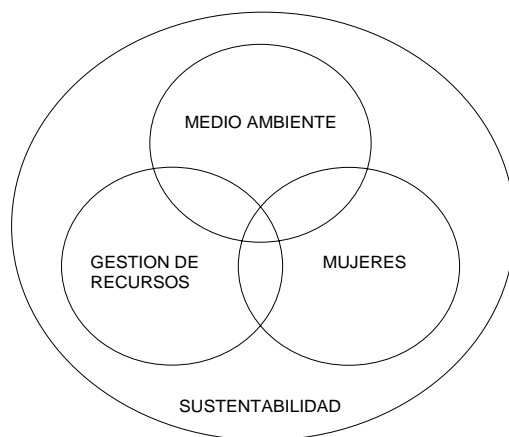 MEDIO AMBIENTE
GESTION DE
RECURSOS
MUJERES
SUSTENTABILIDAD